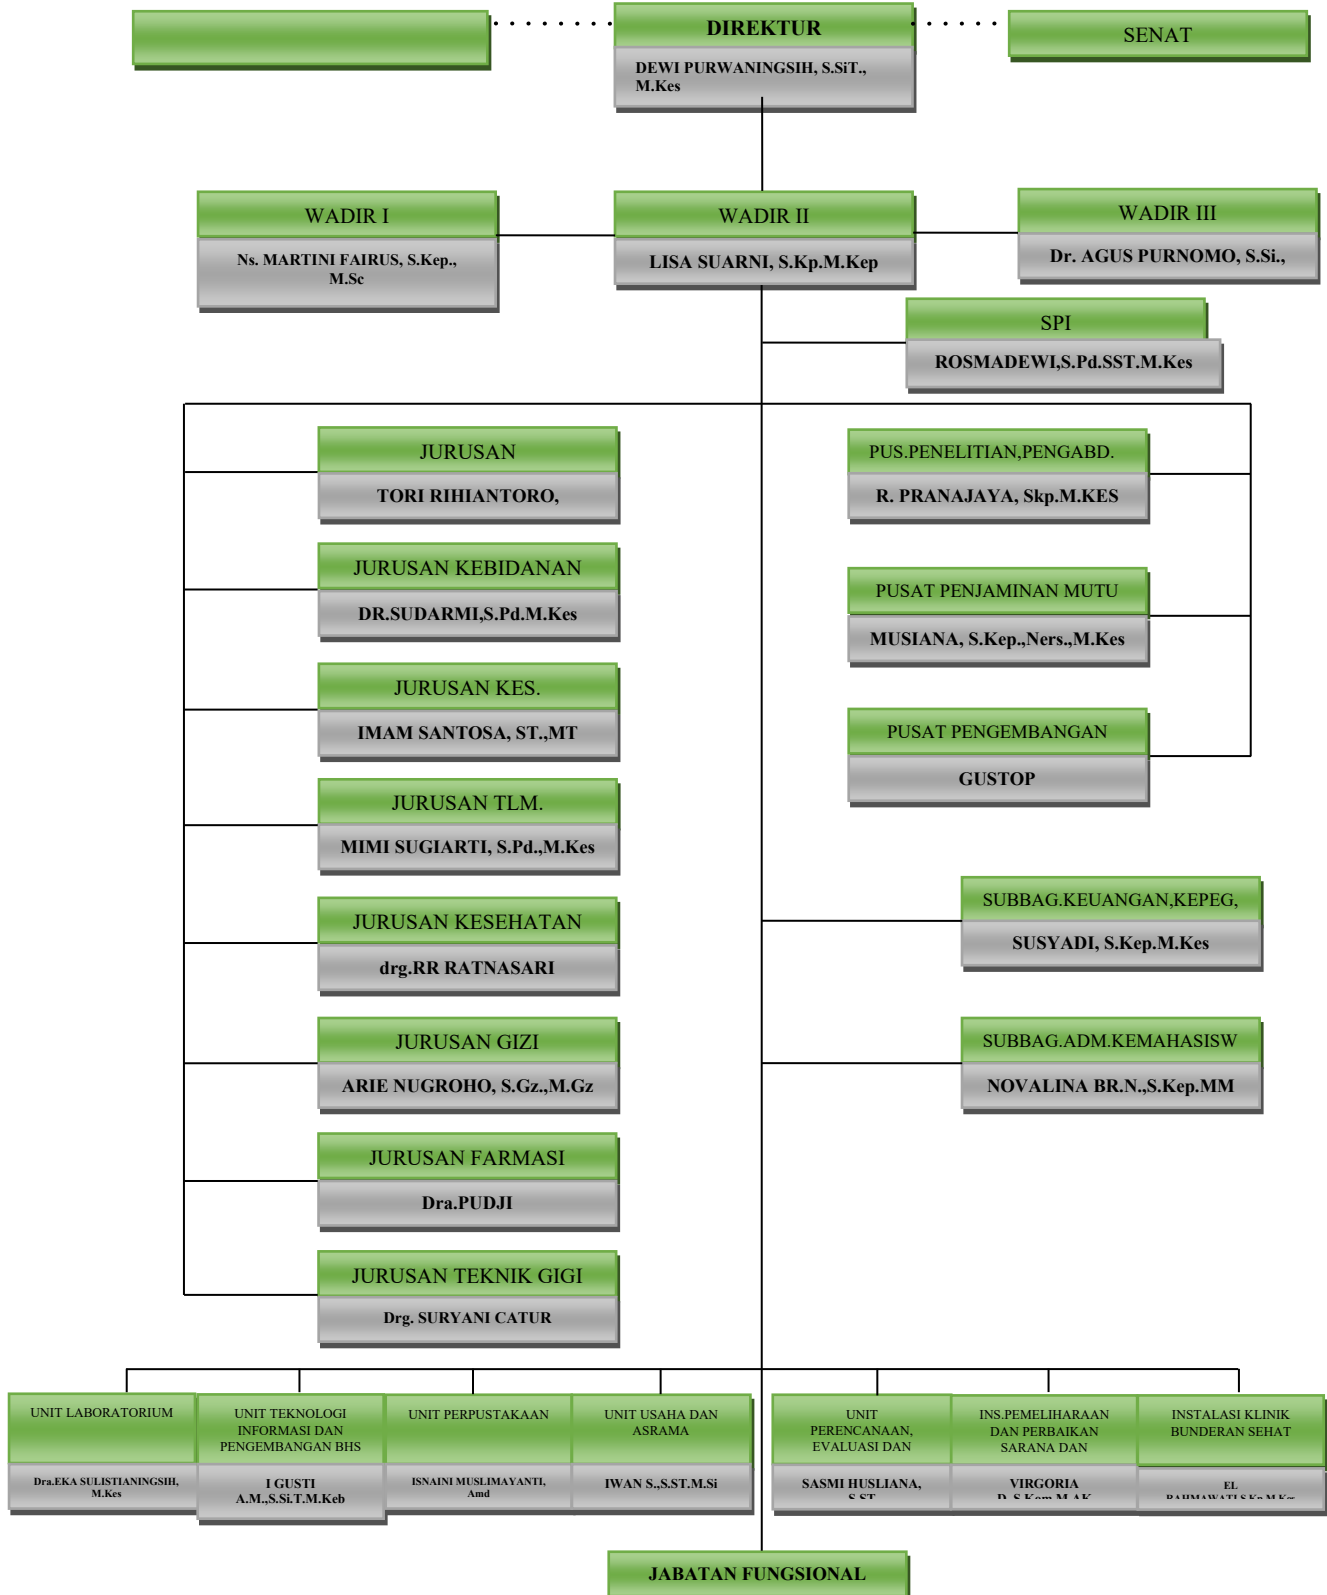 DIREKTUR
DEWI PURWANINGSIH, S.SiT.,
M.Kes
SENAT
WADIR I
Ns. MARTINI FAIRUS, S.Kep.,
M.Sc
WADIR II
LISA SUARNI, S.Kp.M.Kep
WADIR III
Dr. AGUS PURNOMO, S.Si.,
SPI
ROSMADEWI,S.Pd.SST.M.Kes
JURUSAN
TORI RIHIANTORO,
JURUSAN KEBIDANAN
DR.SUDARMI,S.Pd.M.Kes
JURUSAN KES.
IMAM SANTOSA, ST.,MT
JURUSAN TLM.
MIMI SUGIARTI, S.Pd.,M.Kes
JURUSAN KESEHATAN
drg.RR RATNASARI
JURUSAN GIZI
ARIE NUGROHO, S.Gz.,M.Gz
JURUSAN FARMASI
Dra.PUDJI
JURUSAN TEKNIK GIGI
Drg. SURYANI CATUR
PUS.PENELITIAN,PENGABD.
R. PRANAJAYA, Skp.M.KES
PUSAT PENJAMINAN MUTU
MUSIANA, S.Kep.,Ners.,M.Kes
PUSAT PENGEMBANGAN
GUSTOP
SUBBAG.KEUANGAN,KEPEG,
SUSYADI, S.Kep.M.Kes
SUBBAG.ADM.KEMAHASISW
NOVALINA BR.N.,S.Kep.MM
UNIT LABORATORIUM
Dra.EKA SULISTIANINGSIH,
M.Kes
UNIT TEKNOLOGI
INFORMASI DAN
PENGEMBANGAN BHS
I GUSTI
A.M.,S.Si.T.M.Keb
UNIT PERPUSTAKAAN
ISNAINI MUSLIMAYANTI,
Amd
UNIT USAHA DAN
ASRAMA
IWAN S.,S.ST.M.Si
UNIT
PERENCANAAN,
EVALUASI DAN
SASMI HUSLIANA,
S.ST
INS.PEMELIHARAAN
DAN PERBAIKAN
SARANA DAN
VIRGORIA
D.,S.Kom.M.AK
INSTALASI KLINIK
BUNDERAN SEHAT
EL
RAHMAWATI,S.Kp.M.Kes
JABATAN FUNGSIONAL